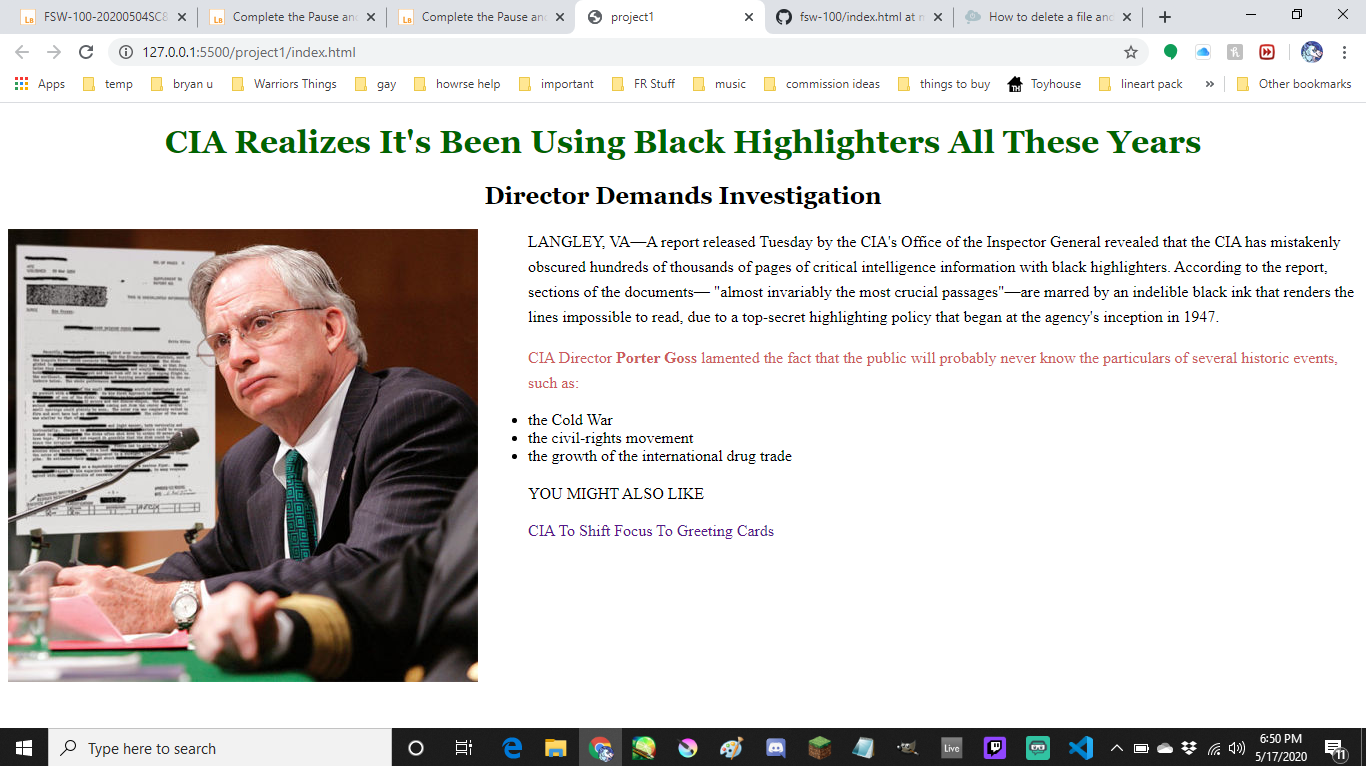 FSW-100-20200504SC8
Complete the Pause and
Complete the Pause and
project1
fsw-100/index.html at m
How to delete a file and
127.0.0.1:5500/project1/index.html
Apps
temp
bryan u
Warriors Things
gay
howrse help
important
FR Stuff
music
commission ideas
things to buy
Toyhouse
lineart pack
»
Other bookmarks
CIA Realizes It's Been Using Black Highlighters All These Years
Director Demands Investigation
LANGLEY, VA—A report released Tuesday by the CIA's Office of the Inspector General revealed that the CIA has mistakenly
obscured hundreds of thousands of pages of critical intelligence information with black highlighters. According to the report,
sections of the documents— "almost invariably the most crucial passages"—are marred by an indelible black ink that renders the
lines impossible to read, due to a top-secret highlighting policy that began at the agency's inception in 1947.
CIA Director Porter Goss lamented the fact that the public will probably never know the particulars of several historic events,
such as:
the Cold War
the civil-rights movement
the growth of the international drug trade
YOU MIGHT ALSO LIKE
CIA To Shift Focus To Greeting Cards
Type here to search
Live
6:50 PM
5/17/2020
11